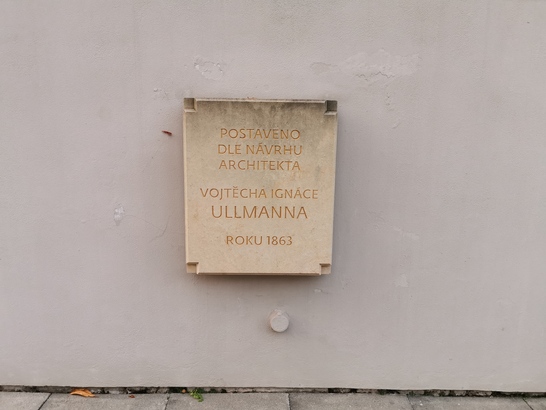 POSTAVENO
DLE NÁVRHU
ARCHITEKTA
VOJTĚCHA IGNÁCE
ULLMANNA
ROKU 1863